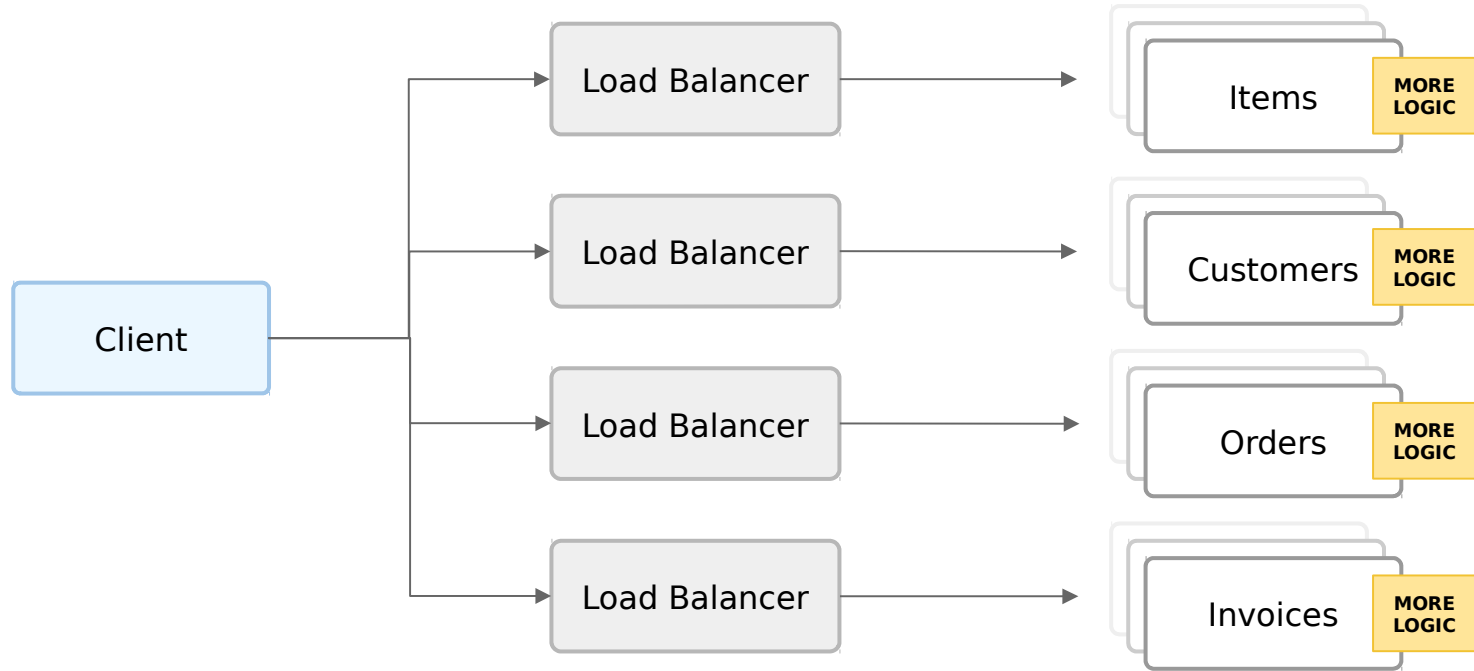 Load Balancer
Items
MORE
LOGIC
Load Balancer
Customers
MORE
LOGIC
Client
Load Balancer
Orders
MORE
LOGIC
Load Balancer
Invoices
MORE
LOGIC